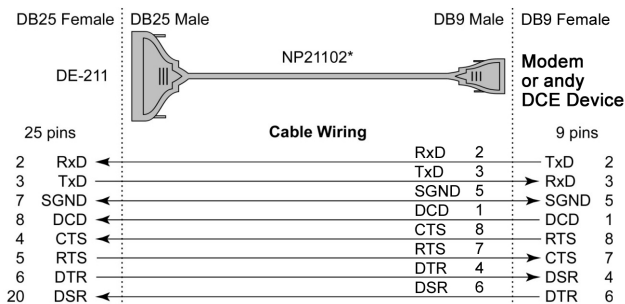 DB25 Female DB25 Male DB9 Male DB9 Female
NP21102*
DE-211
Modem
or andy
DCE Device
25 pins Cable Wiring 9 pins
2 RxD RxD 2 TxD 2
3 TxD TxD 3 RxD 3
7 SGND SGND 5 SGND 5
8 DCD DCD 1 DCD 1
4 CTS CTS 8 RTS 8
5 RTS RTS 7 CTS 7
6 DTR DTR 4 DSR 4
20 DSR DSR 6 DTR 6